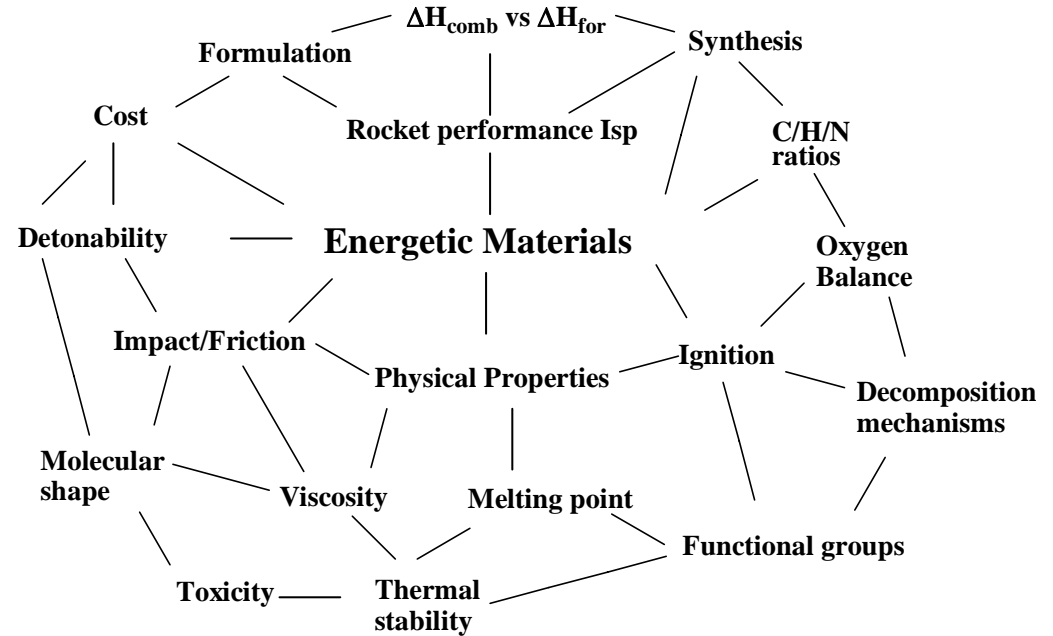 ΔHcomb vs ΔHfor
Formulation
Synthesis
Cost
Rocket performance Isp
C/H/N
ratios
Detonability
Energetic Materials
Oxygen
Balance
Impact/Friction
Physical Properties
Ignition
Decomposition
mechanisms
Molecular
shape
Viscosity
Melting point
Functional groups
Toxicity
Thermal
stability